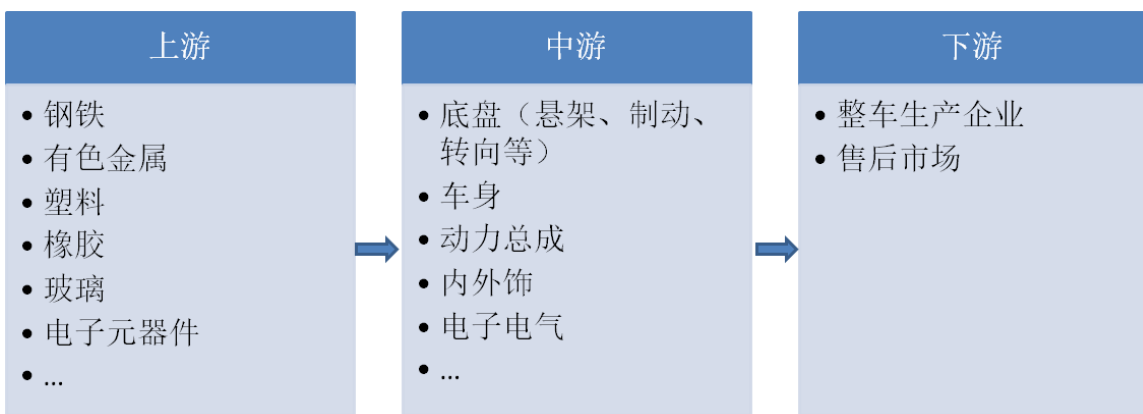 上游
• 钢铁
• 有色金属
• 塑料
• 橡胶
• 玻璃
• 电子元器件
• ...
中游
• 底盘（悬架、制动、
转向等）
• 车身
• 动力总成
• 内外饰
• 电子电气
• ...
下游
• 整车生产企业
• 售后市场